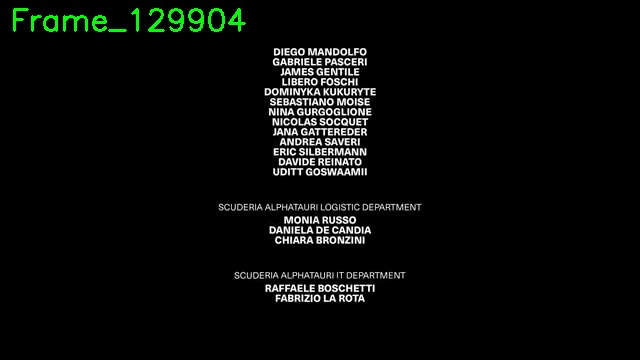 Frame_129904
DIEGO MANDOLFO
GABRIELE PASCERI
JAMES GENTILE
LIBERO FOSCHI
DOMINYKA KUKURYTE
SEBASTIANO MOISE
NINA GURGOGLIONE
NICOLAS SOCQUET
JANA GATTEREDER
ANDREA SAVERI
ERIC SILBERMANN
DAVIDE REINATO
UDITT GOSWAAMII
SCUDERIA ALPHATAURI LOGISTIC DEPARTMENT
MONIA RUSSO
DANIELA DE CANDIA
CHIARA BRONZINI
SCUDERIA ALPHATAURI IT DEPARTMENT
RAFFAELE BOSCHETTI
FABRIZIO LA ROTA